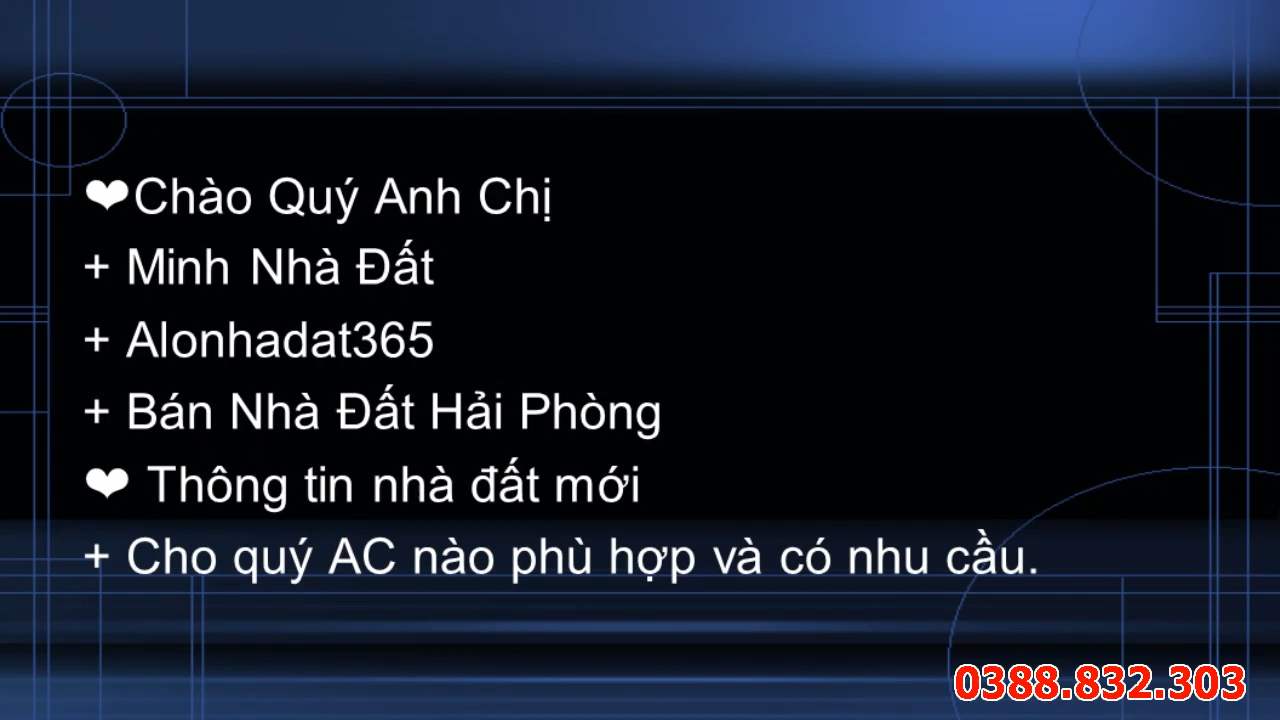 ❤Chào Quý Anh Chị
+ Minh Nhà Đất
+ Alonhadat365
+ Bán Nhà Đất Hải Phòng
❤ Thông tin nhà đất mới
+ Cho quý AC nào phù hợp và có nhu cầu.
0388.832.303